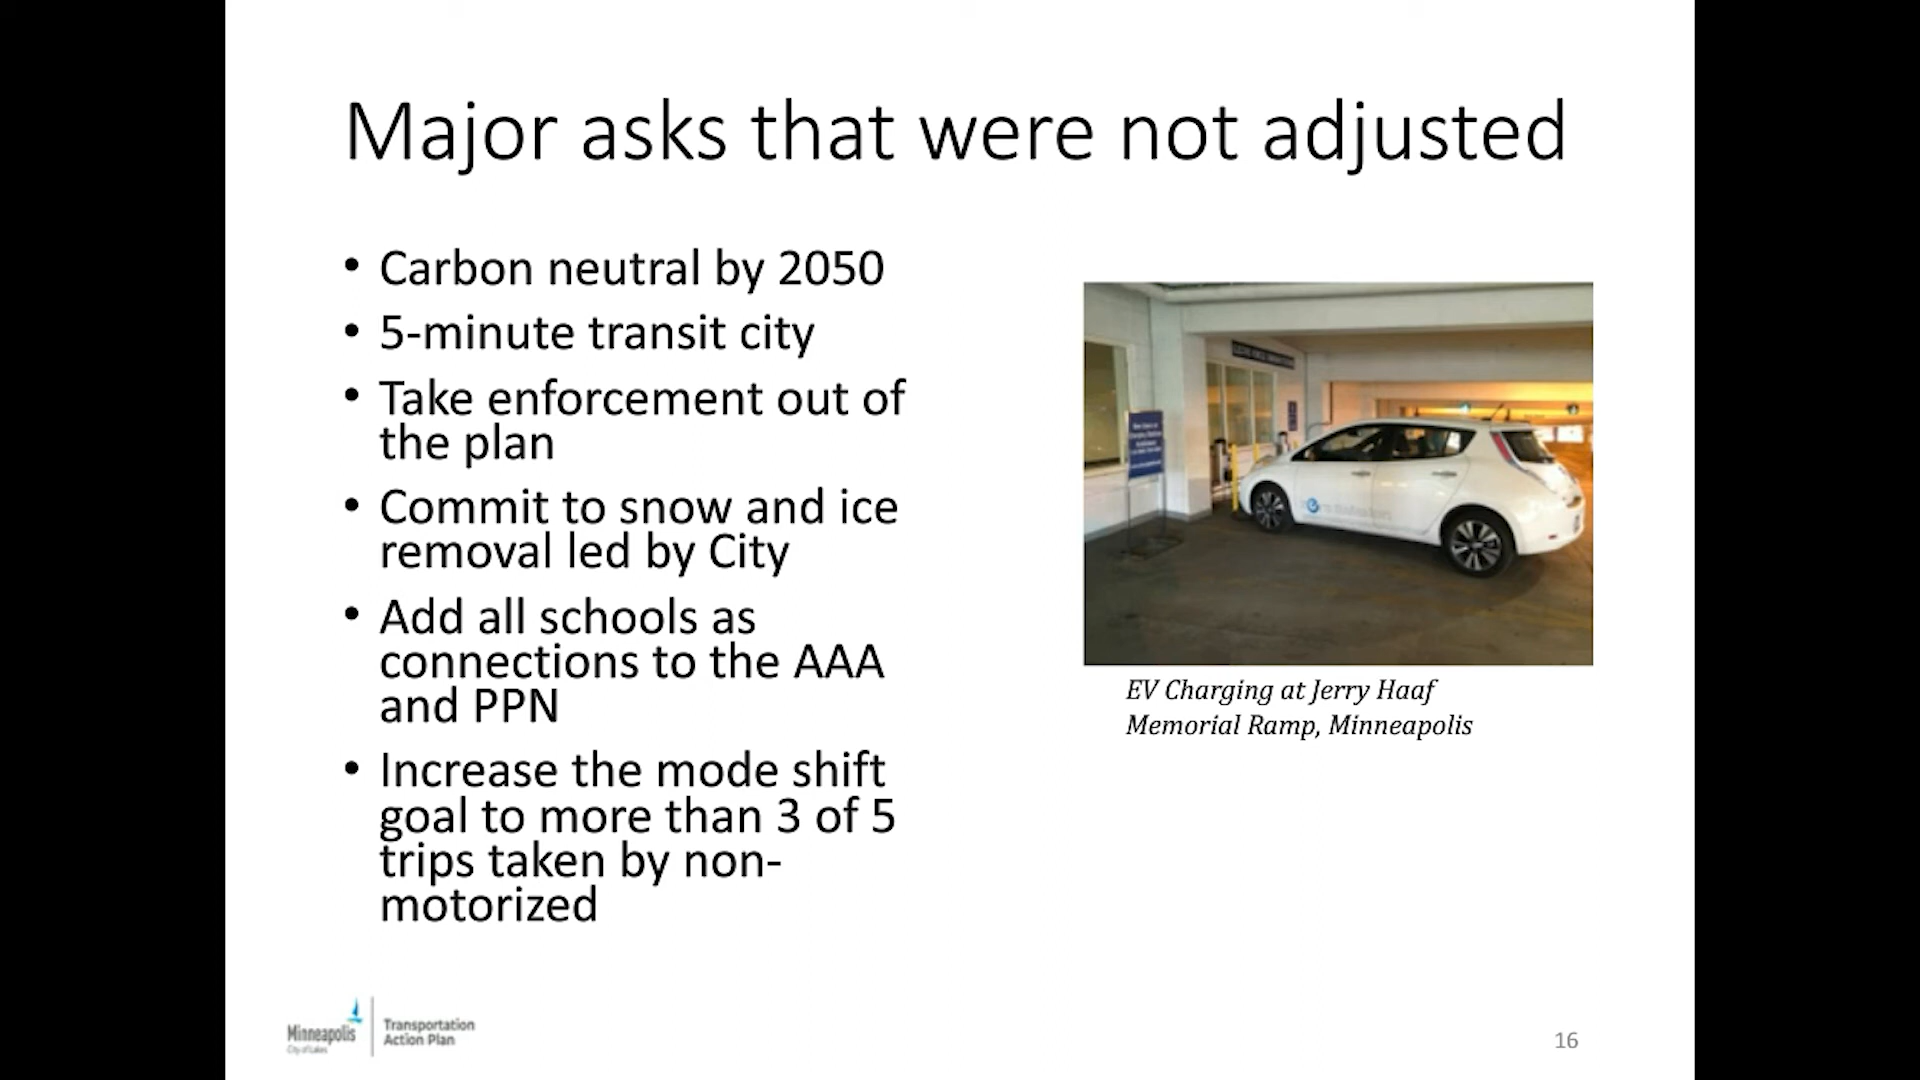 Major asks that were not adjusted
• Carbon neutral by 2050
• 5-minute transit city
• Take enforcement out of
the plan
• Commit to snow and ice
removal led by City
• Add all schools as
connections to the AAA
and PPN
• Increase the mode shift
goal to more than 3 of 5
trips taken by non-
motorized
EV Charging at Jerry Haaf
Memorial Ramp, Minneapolis
Minneapolis
City of Lakes
Transportation
Action Plan
16